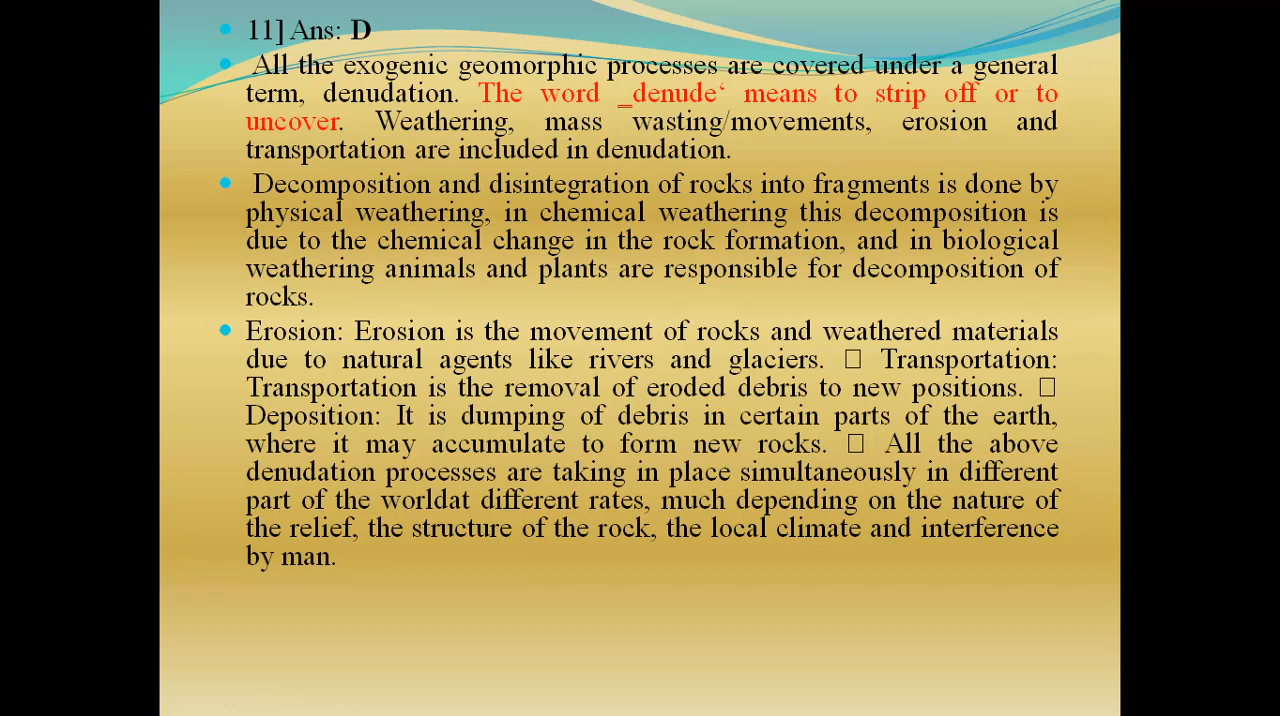 11] Ans: D
All the exogenic geomorphic processes are covered under a general
term, denudation. The word ‗denude‘ means to strip off or to
uncover. Weathering, mass wasting/movements, erosion and
transportation are included in denudation.
Decomposition and disintegration of rocks into fragments is done by
physical weathering, in chemical weathering this decomposition is
due to the chemical change in the rock formation, and in biological
weathering animals and plants are responsible for decomposition of
rocks.
Erosion: Erosion is the movement of rocks and weathered materials
due to natural agents like rivers and glaciers. □ Transportation:
Transportation is the removal of eroded debris to new positions. □
Deposition: It is dumping of debris in certain parts of the earth,
where it may accumulate to form new rocks. □ All the above
denudation processes are taking in place simultaneously in different
part of the worldat different rates, much depending on the nature of
the relief, the structure of the rock, the local climate and interference
by man.